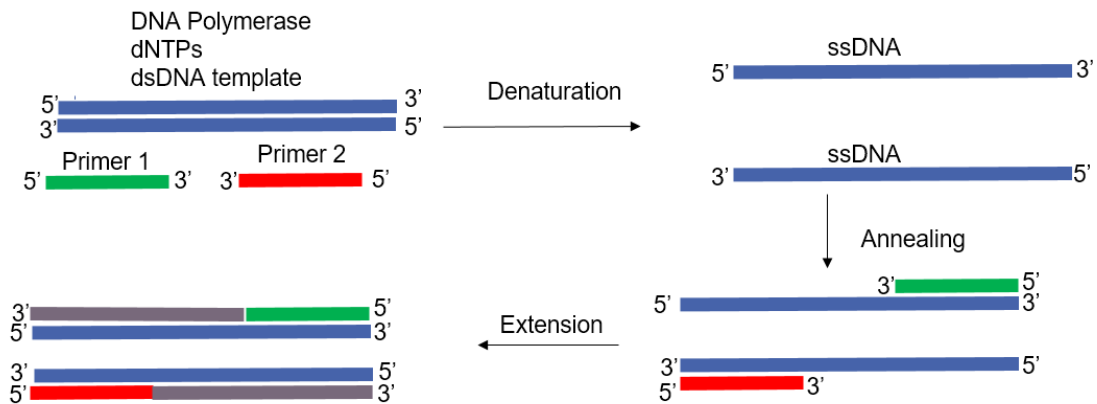 DNA Polymerase
dNTPs
dsDNA template
5’ 3’
3’ 5’
Primer 1
5’ 3’
Primer 2
3’ 5’
Denaturation
ssDNA
5’ 3’
ssDNA
3’ 5’
Annealing
3’ 5’
5’ 3’
3’ 5’
5’ 3’
Extension
3’ 5’
5’ 3’
3’ 5’
5’ 3’